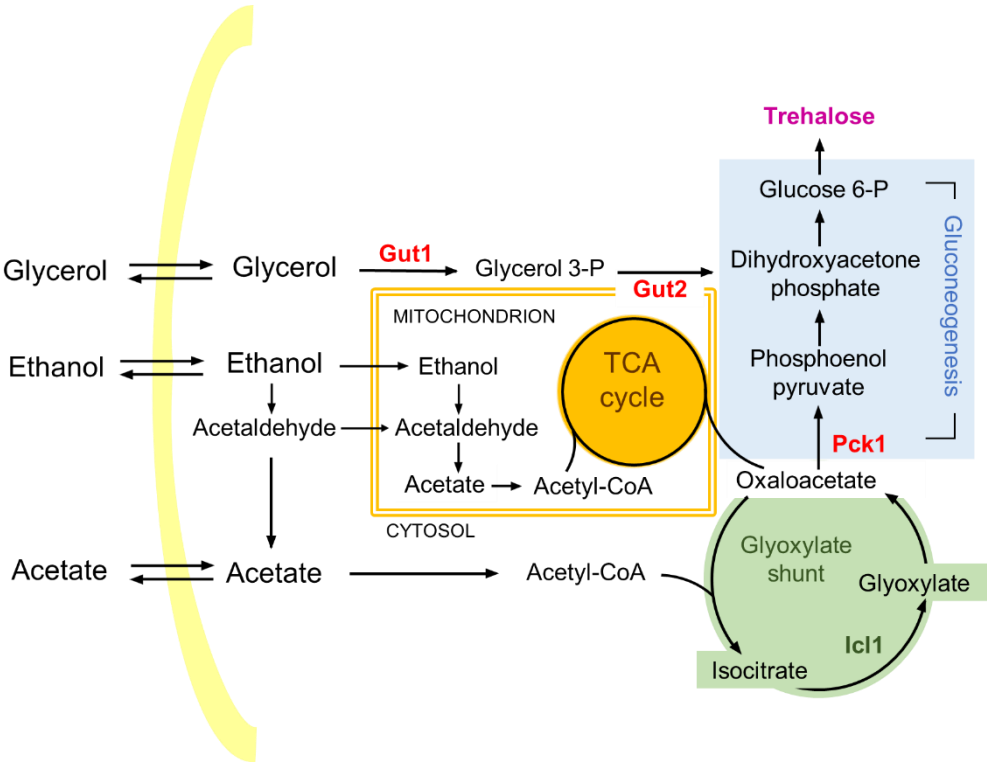 Trehalose
Glucose 6-P
Gluconeogenesis
Glycerol
Glycerol
Gut1
Glycerol 3-P
Gut2
Dihydroxyacetone
phosphate
MITOCHONDRION
Ethanol
Ethanol
Ethanol
TCA
cycle
Phosphoenol
pyruvate
Acetaldehyde
Acetaldehyde
Pck1
Acetate
Acetyl-CoA
Oxaloacetate
CYTOSOL
Glyoxylate
shunt
Acetate
Acetate
Acetyl-CoA
Glyoxylate
Icl1
Isocitrate